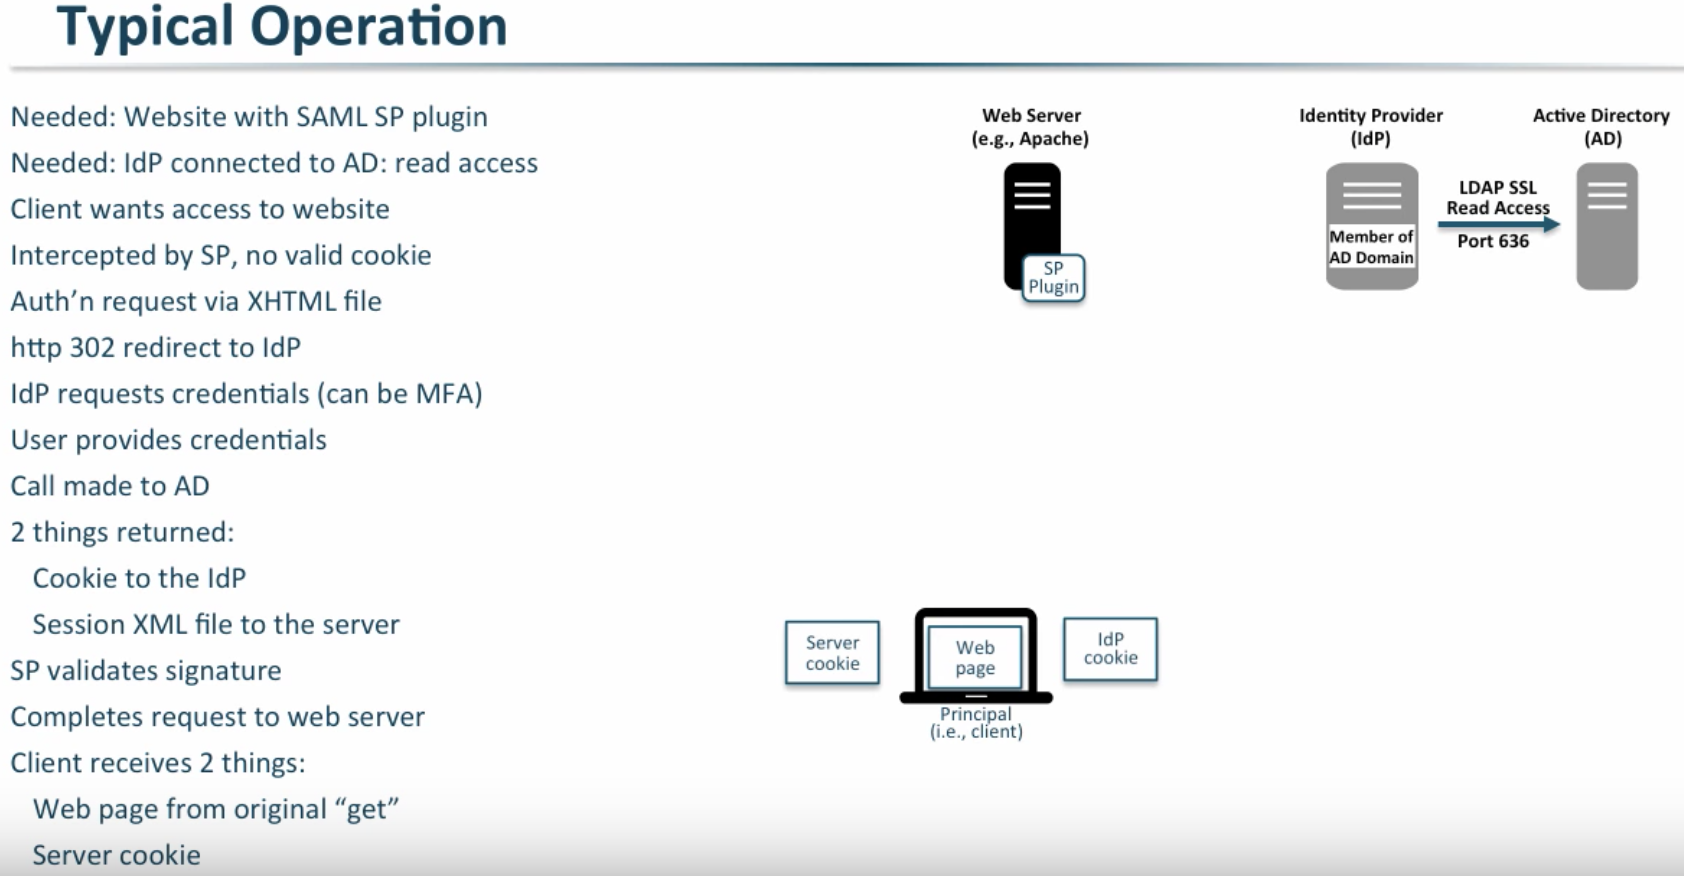 Typical Operation
Needed: Website with SAML SP plugin
Needed: IdP connected to AD: read access
Client wants access to website
Intercepted by SP, no valid cookie
Auth’n request via XHTML file
http 302 redirect to IdP
IdP requests credentials (can be MFA)
User provides credentials
Call made to AD
2 things returned:
Cookie to the IdP
Session XML file to the server
SP validates signature
Completes request to web server
Client receives 2 things:
Web page from original “get”
Server cookie
Web Server
(e.g., Apache)
SP
Plugin
Identity Provider
(IdP)
Member of
AD Domain
LDAP SSL
Read Access
Port 636
Active Directory
(AD)
Server
cookie
Web
page
Principal
(i.e., client)
IdP
cookie